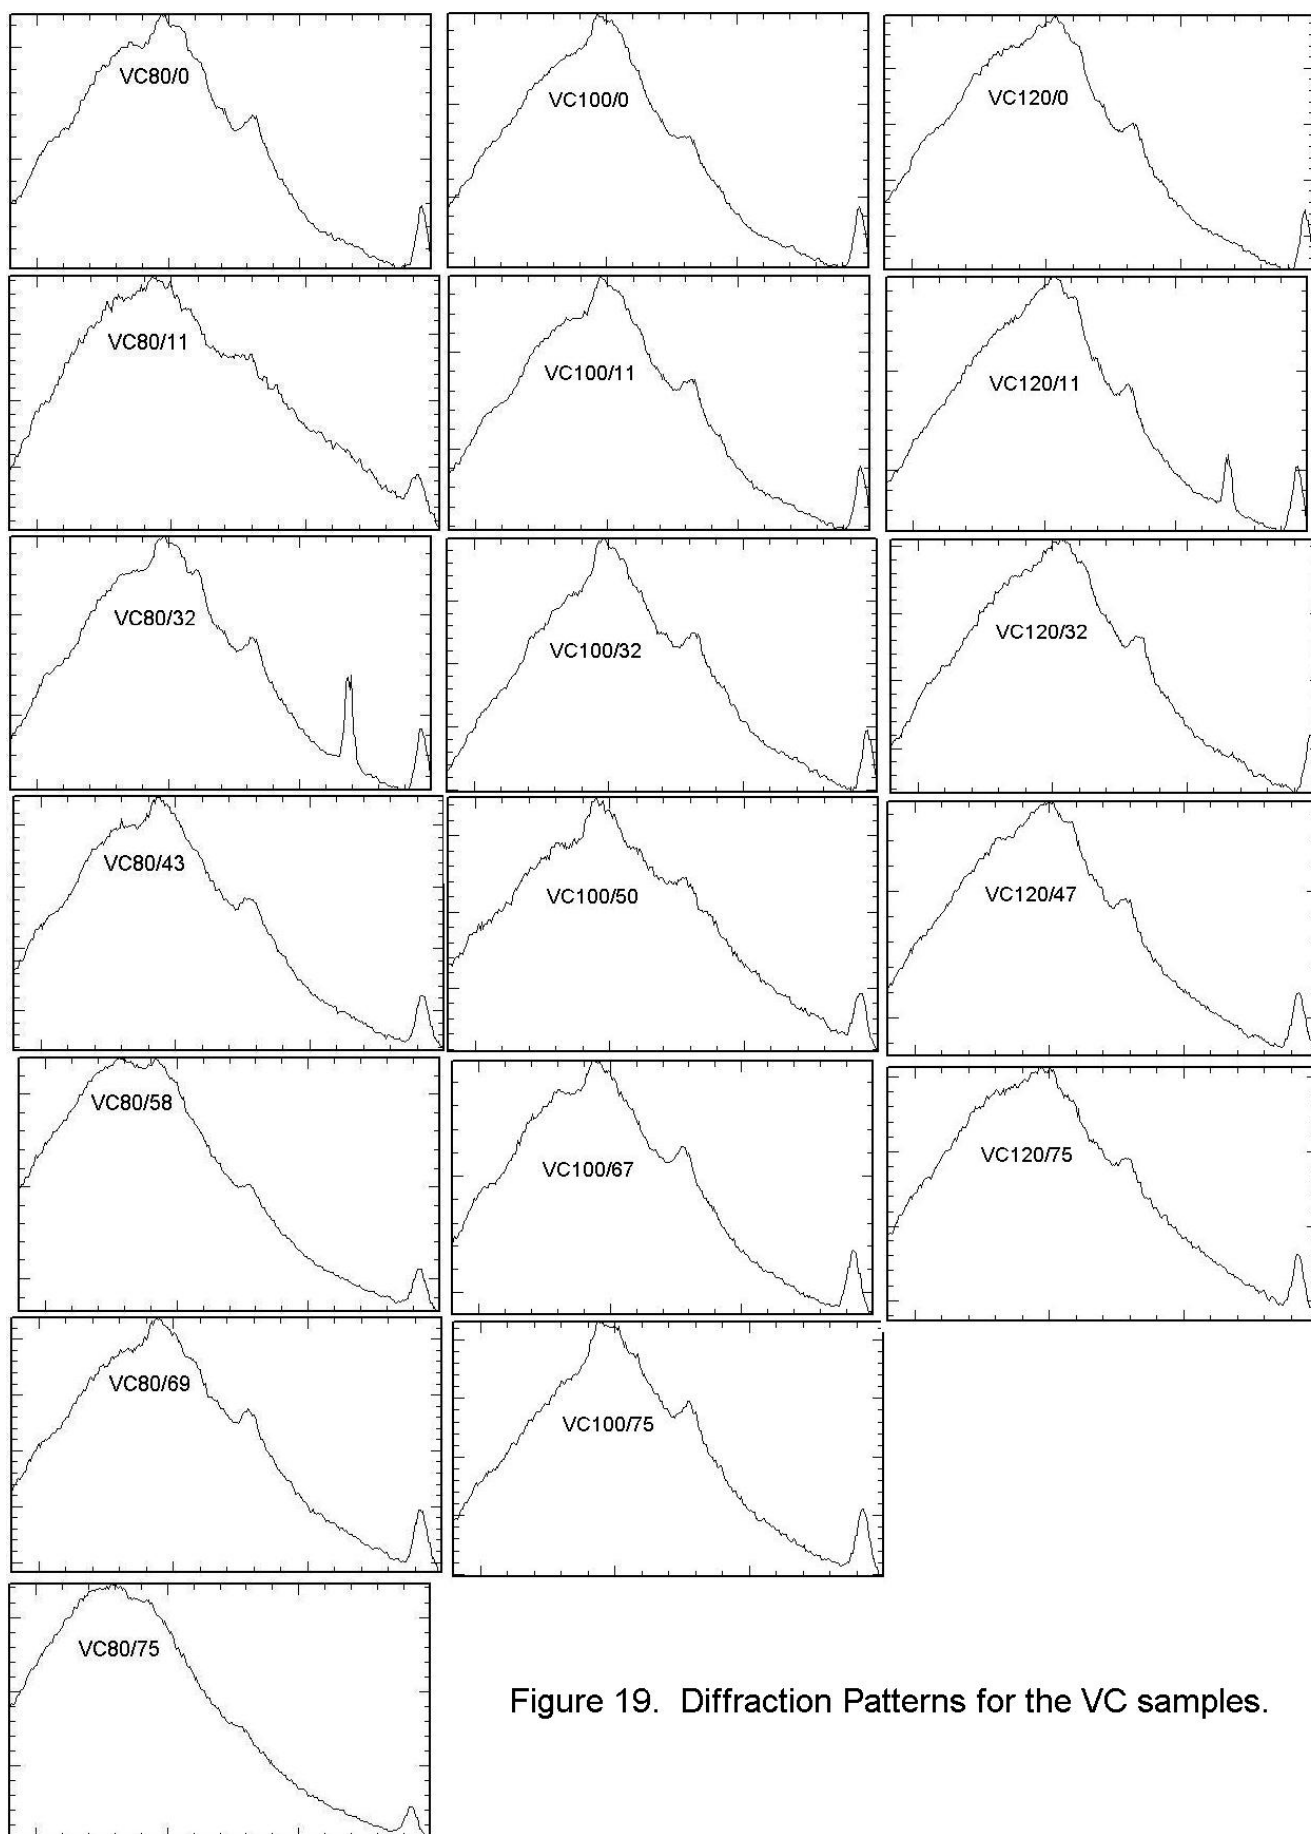 VC80/0
VC100/0
VC120/0
VC80/11
VC100/11
VC120/11
VC80/32
VC100/32
VC120/32
VC80/43
VC100/50
VC120/47
VC80/58
VC100/67
VC120/75
VC80/69
VC100/75
VC80/75
Figure 19. Diffraction Patterns for the VC samples.